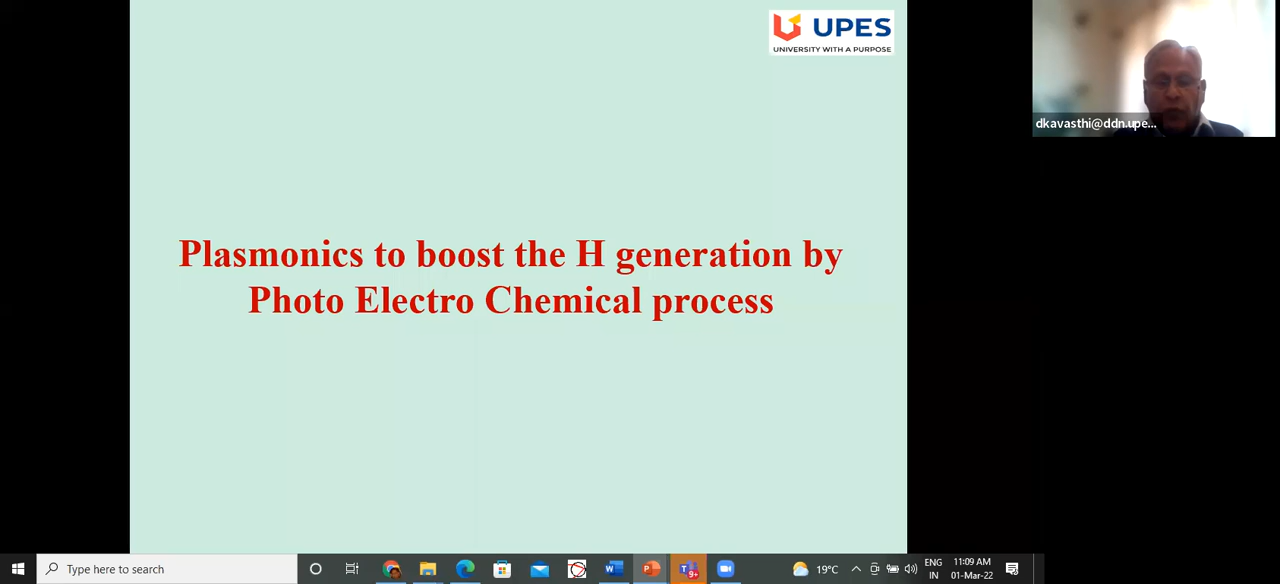 UPES
UNIVERSITY WITH A PURPOSE
dkavasthi@ddn.upe...
Plasmonics to boost the H generation by
Photo Electro Chemical process
Type here to search
W
P
T
9+
19°C
ENG
IN
11:09 AM
01-Mar-22